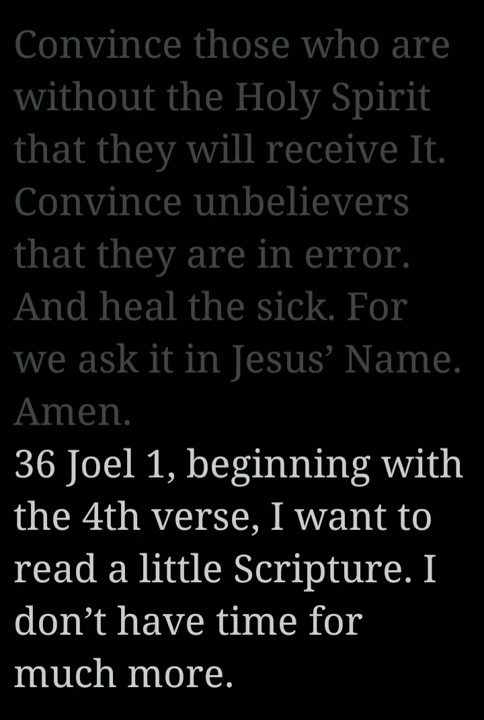 Convince those who are
without the Holy Spirit
that they will receive It.
Convince unbelievers
that they are in error.
And heal the sick. For
we ask it in Jesus’ Name.
Amen.
36 Joel 1, beginning with
the 4th verse, I want to
read a little Scripture. I
don’t have time for
much more.